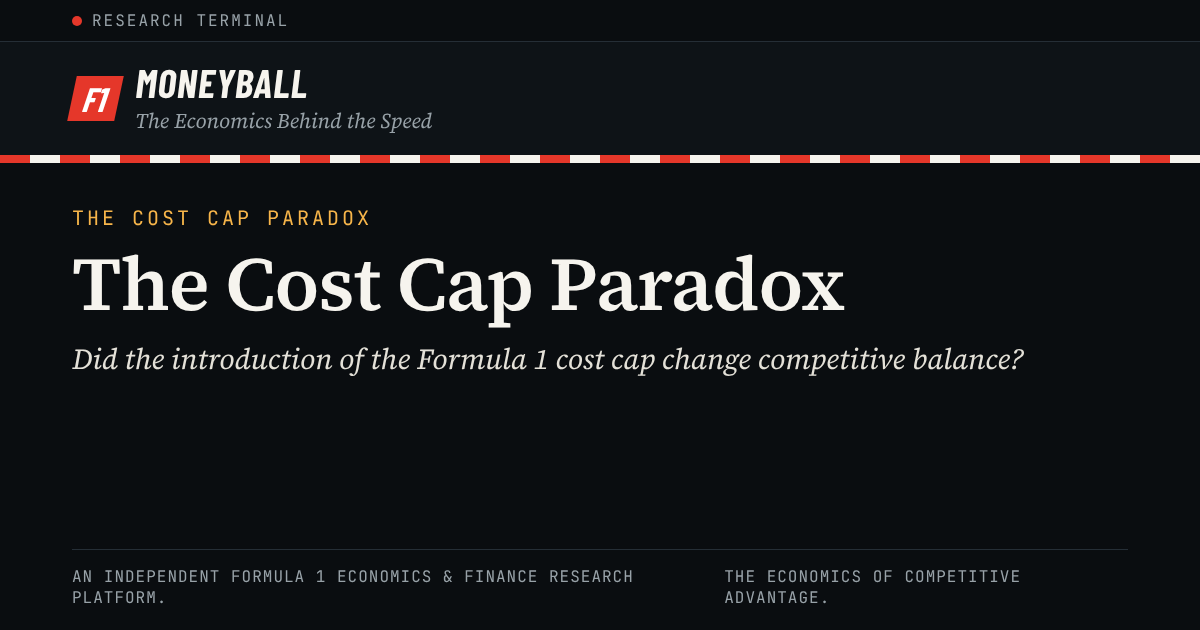 RESEARCH TERMINAL
F1
MONEYBALL
The Economics Behind the Speed
THE COST CAP PARADOX
The Cost Cap Paradox
Did the introduction of the Formula 1 cost cap change competitive balance?
AN INDEPENDENT FORMULA 1 ECONOMICS & FINANCE RESEARCH
PLATFORM.
THE ECONOMICS OF COMPETITIVE
ADVANTAGE.